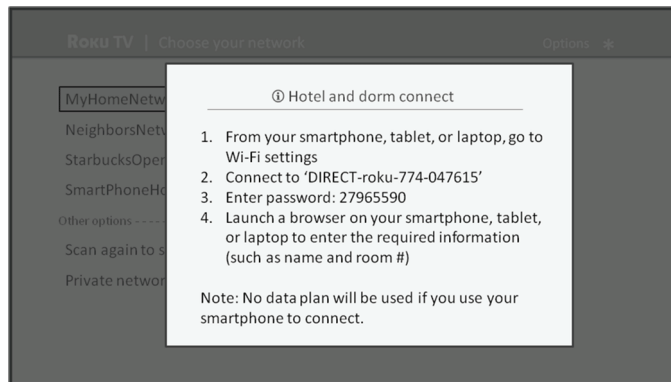 Roku TV | Choose your network
Options ✱
ⓘ Hotel and dorm connect
MyHomeNetw
NeighborsNetw
StarbucksOper
SmartPhoneHo
Other options -----
Scan again to s
Private networ
1. From your smartphone, tablet, or laptop, go to
Wi-Fi settings
2. Connect to ‘DIRECT-roku-774-047615’
3. Enter password: 27965590
4. Launch a browser on your smartphone, tablet,
or laptop to enter the required information
(such as name and room #)
Note: No data plan will be used if you use your
smartphone to connect.